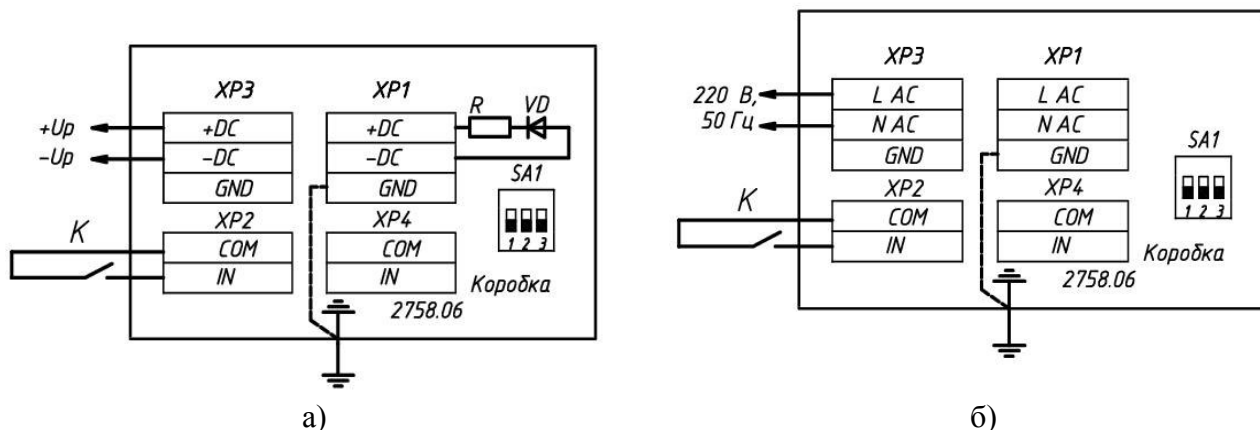 XP3 XP1
+Up +DC +DC R VD
-Up -DC -DC
GND GND SA1
K XP2 XP4 1 2 3
COM COM
IN IN Коробка
2758.06
а)
XP3 XP1
220 В, L AC L AC
50 Гц N AC N AC SA1
GND GND
K XP2 XP4 1 2 3
COM COM
IN IN Коробка
2758.06
б)